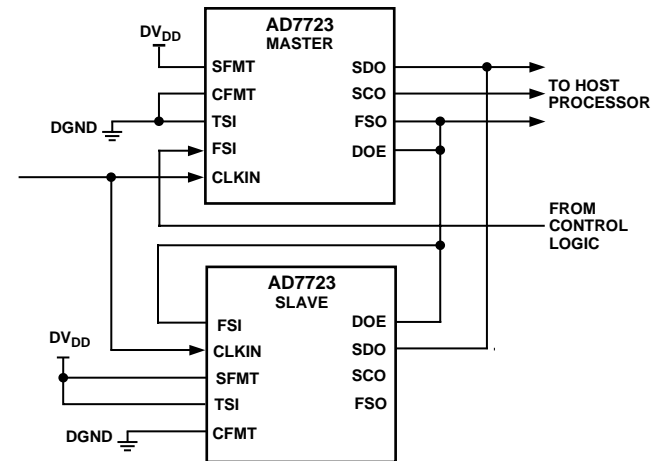 AD7723
MASTER
DV_DD
SFMT
CFMT
TSI
FSI
CLKIN
SDO
SCO
FSO
DOE
DGND
TO HOST
PROCESSOR
FROM
CONTROL
LOGIC
AD7723
SLAVE
FSI
CLKIN
SFMT
TSI
CFMT
DOE
SDO
SCO
FSO
DV_DD
DGND